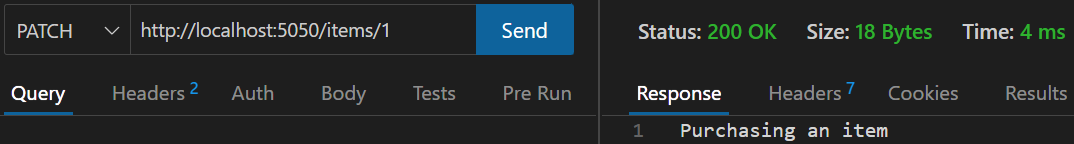 PATCH http://localhost:5050/items/1 Send
Query Headers 2 Auth Body Tests Pre Run
Status: 200 OK Size: 18 Bytes Time: 4 ms
Response Headers 7 Cookies Results
1 Purchasing an item